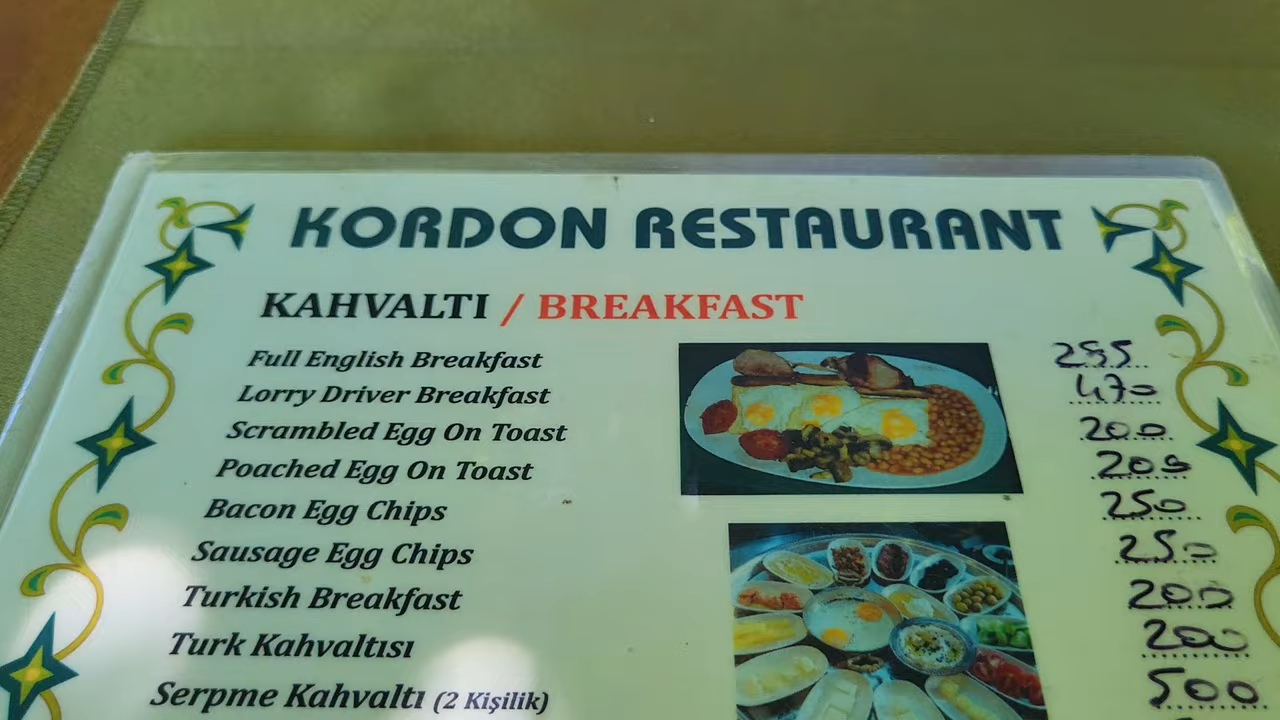 KORDON RESTAURANT
KAHVALTI / BREAKFAST
Full English Breakfast 255
Lorry Driver Breakfast 470
Scrambled Egg On Toast 200
Poached Egg On Toast 200
Bacon Egg Chips 250
Sausage Egg Chips 250
Turkish Breakfast 200
Turk Kahvaltısı 200
Serpme Kahvaltı (2 Kişilik) 500